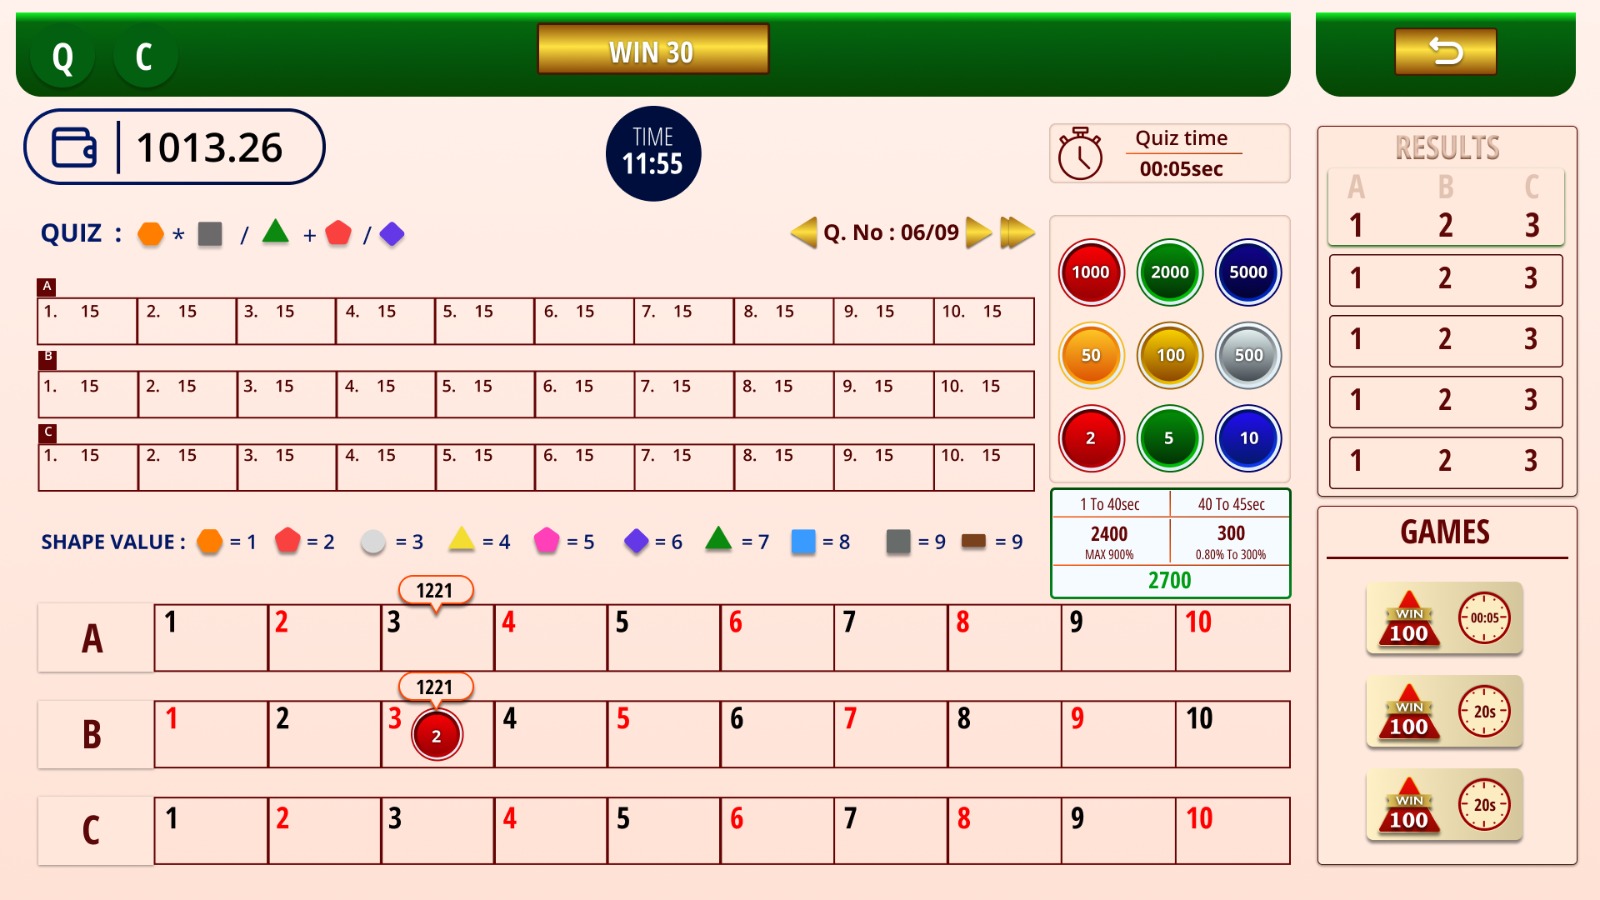 Q C WIN 30
1013.26
TIME
11:55
Quiz time
00:05sec
QUIZ : * / + /
Q. No : 06/09
A
1. 15 2. 15 3. 15 4. 15 5. 15 6. 15 7. 15 8. 15 9. 15 10. 15
B
1. 15 2. 15 3. 15 4. 15 5. 15 6. 15 7. 15 8. 15 9. 15 10. 15
C
1. 15 2. 15 3. 15 4. 15 5. 15 6. 15 7. 15 8. 15 9. 15 10. 15
SHAPE VALUE : = 1 = 2 = 3 = 4 = 5 = 6 = 7 = 8 = 9 = 9
1000 2000 5000
50 100 500
2 5 10
1 To 40sec 40 To 45sec
2400 300
MAX 900% 0.80% To 300%
2700
1221
A 1 2 3 4 5 6 7 8 9 10
1221
B 1 2 3 2 4 5 6 7 8 9 10
C 1 2 3 4 5 6 7 8 9 10
RESULTS
A B C
1 2 3
1 2 3
1 2 3
1 2 3
1 2 3
GAMES
WIN
100
00:05
WIN
100
20s
WIN
100
20s